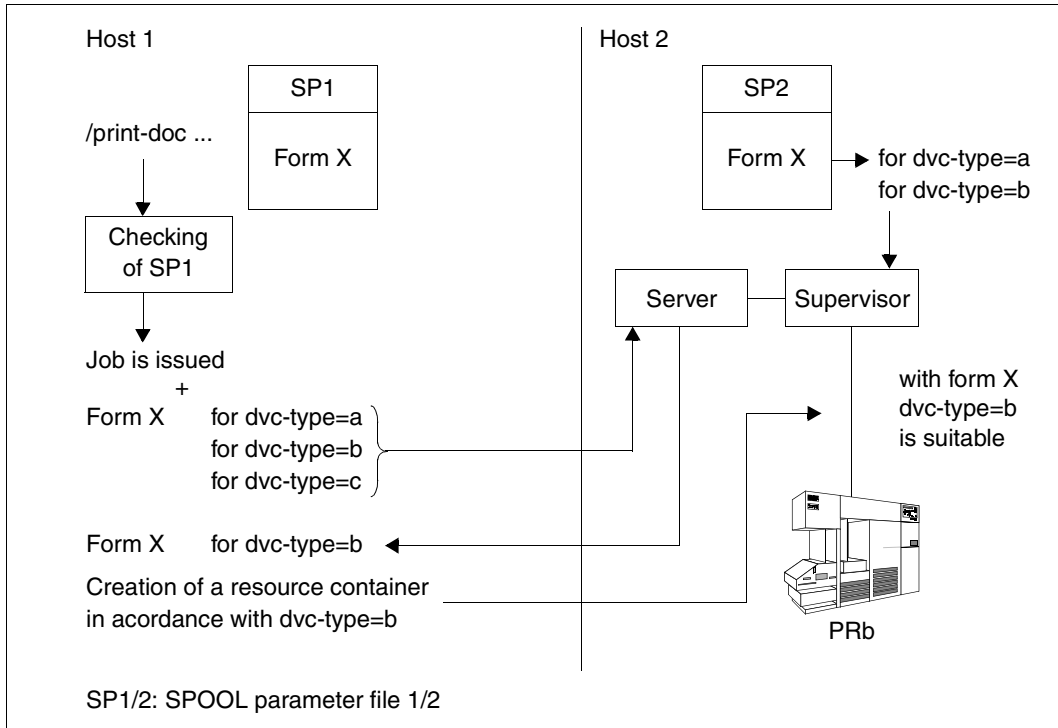 Host 1
SP1
/print-doc ...
Form X
Checking
of SP1
Job is issued
+
Form X for dvc-type=a
for dvc-type=b
for dvc-type=c
Form X for dvc-type=b
Creation of a resource container
in acordance with dvc-type=b
Host 2
SP2
Form X
for dvc-type=a
for dvc-type=b
Server
Supervisor
with form X
dvc-type=b
is suitable
PRb
SP1/2: SPOOL parameter file 1/2